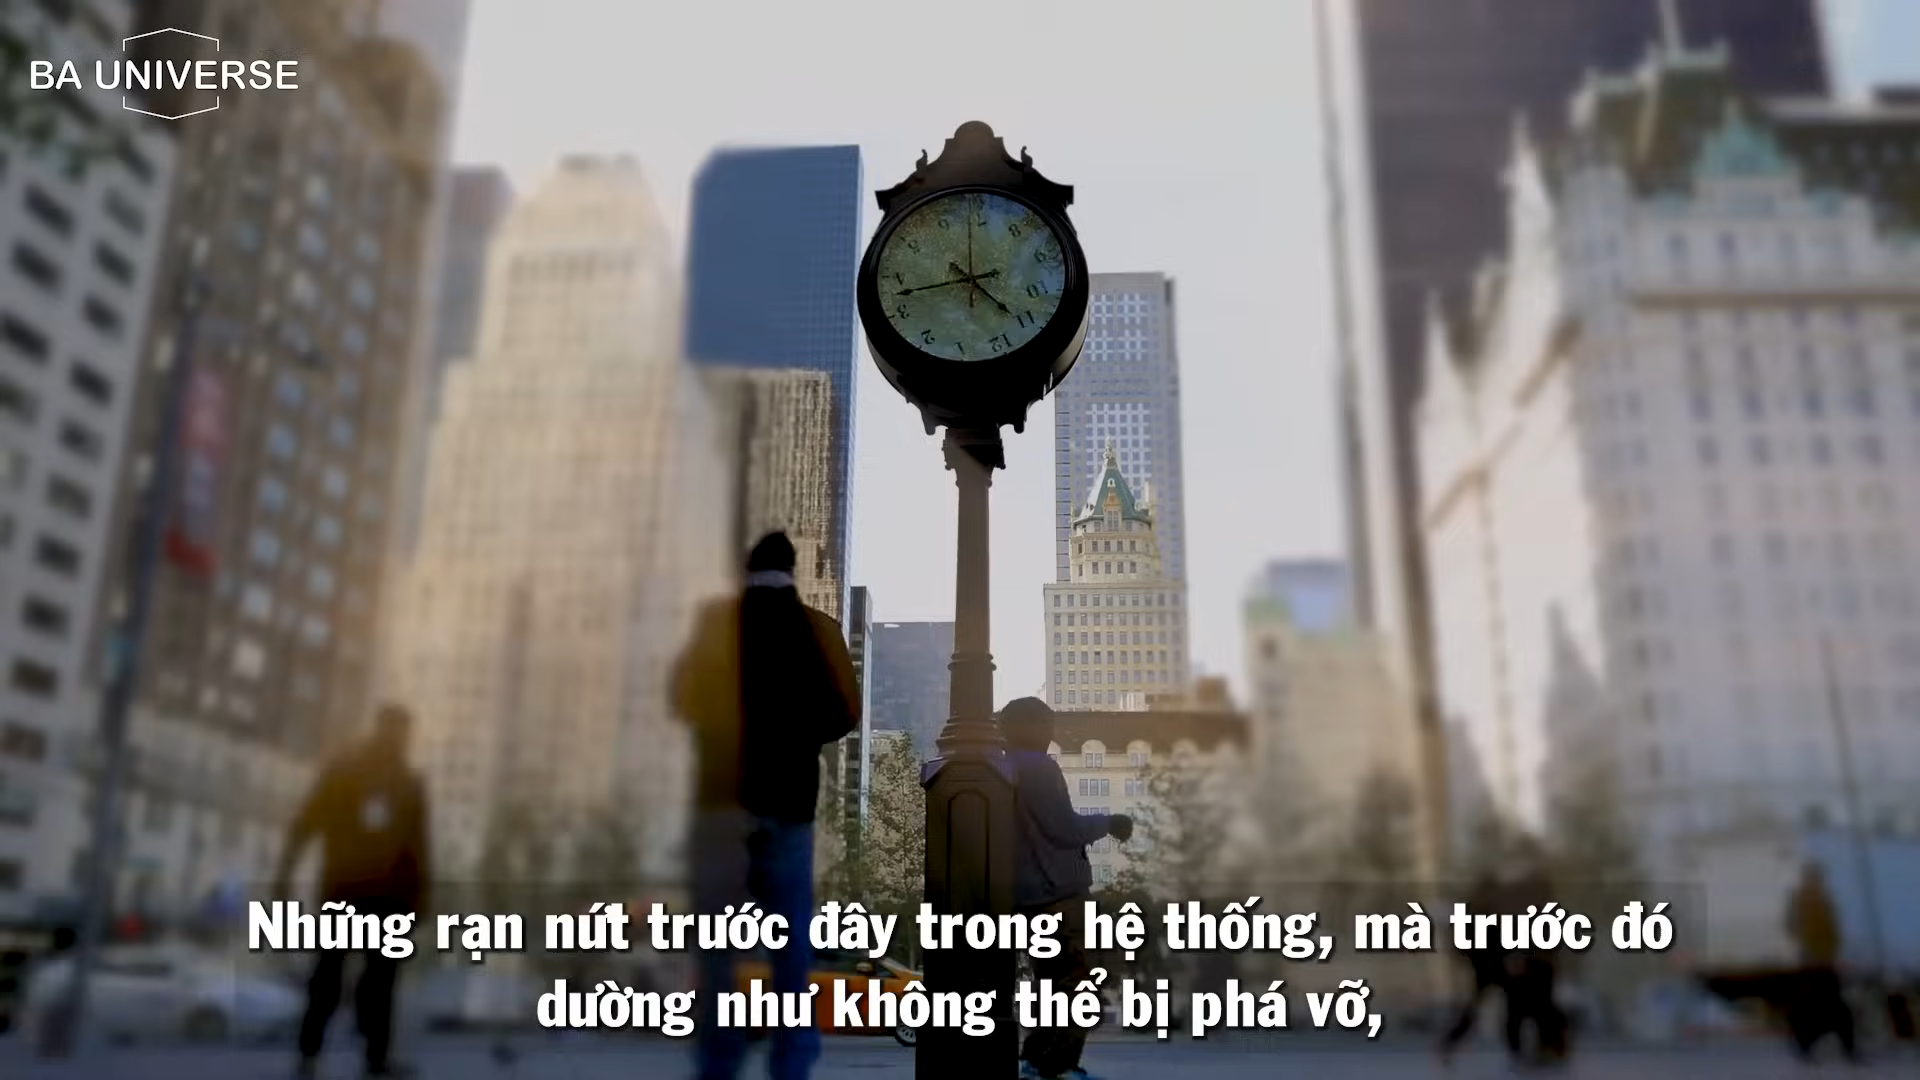 BA UNIVERSE
Những rạn nứt trước đây trong hệ thống, mà trước đó
dường như không thể bị phá vỡ,